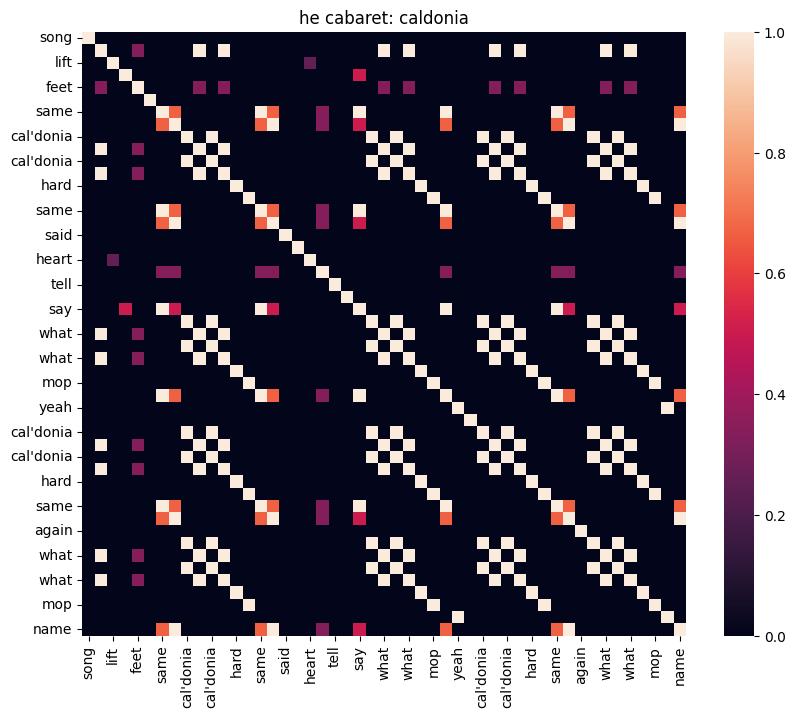 he cabaret: caldonia
song
lift
feet
same
cal'donia
cal'donia
hard
same
said
heart
tell
say
what
what
mop
yeah
cal'donia
cal'donia
hard
same
again
what
what
mop
name
song
lift
feet
same
cal'donia
cal'donia
hard
same
said
heart
tell
say
what
what
mop
yeah
cal'donia
cal'donia
hard
same
again
what
what
mop
name
1.0
0.8
0.6
0.4
0.2
0.0